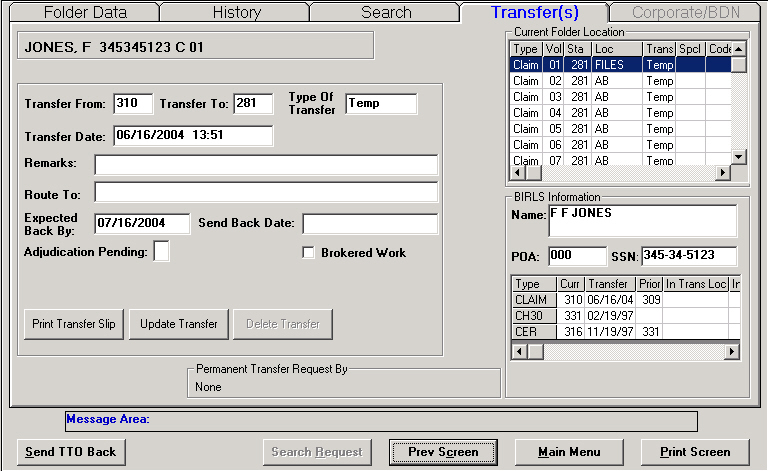 Folder Data History Search Transfer(s) Corporate/BDN
JONES, F 345345123 C 01
Transfer From: 310 Transfer To: 281 Type Of Transfer Temp
Transfer Date: 06/16/2004 13:51
Remarks:
Route To:
Expected Back By: 07/16/2004 Send Back Date:
Adjudication Pending: Brokered Work
Print Transfer Slip Update Transfer Delete Transfer
Permanent Transfer Request By
None
Current Folder Location
Type Vol Sta Loc Trans Spcl Code
Claim 01 281 FILES Temp
Claim 02 281 AB Temp
Claim 03 281 AB Temp
Claim 04 281 AB Temp
Claim 05 281 AB Temp
Claim 06 281 AB Temp
Claim 07 281 AB Temp
BIRLS Information
Name: F F JONES
POA: 000 SSN: 345-34-5123
Type Curr Transfer Prior In Trans Loc In
CLAIM 310 06/16/04 309
CH30 331 02/19/97
CER 316 11/19/97 331
Message Area:
Send TTO Back Search Request Prev Screen Main Menu Print Screen